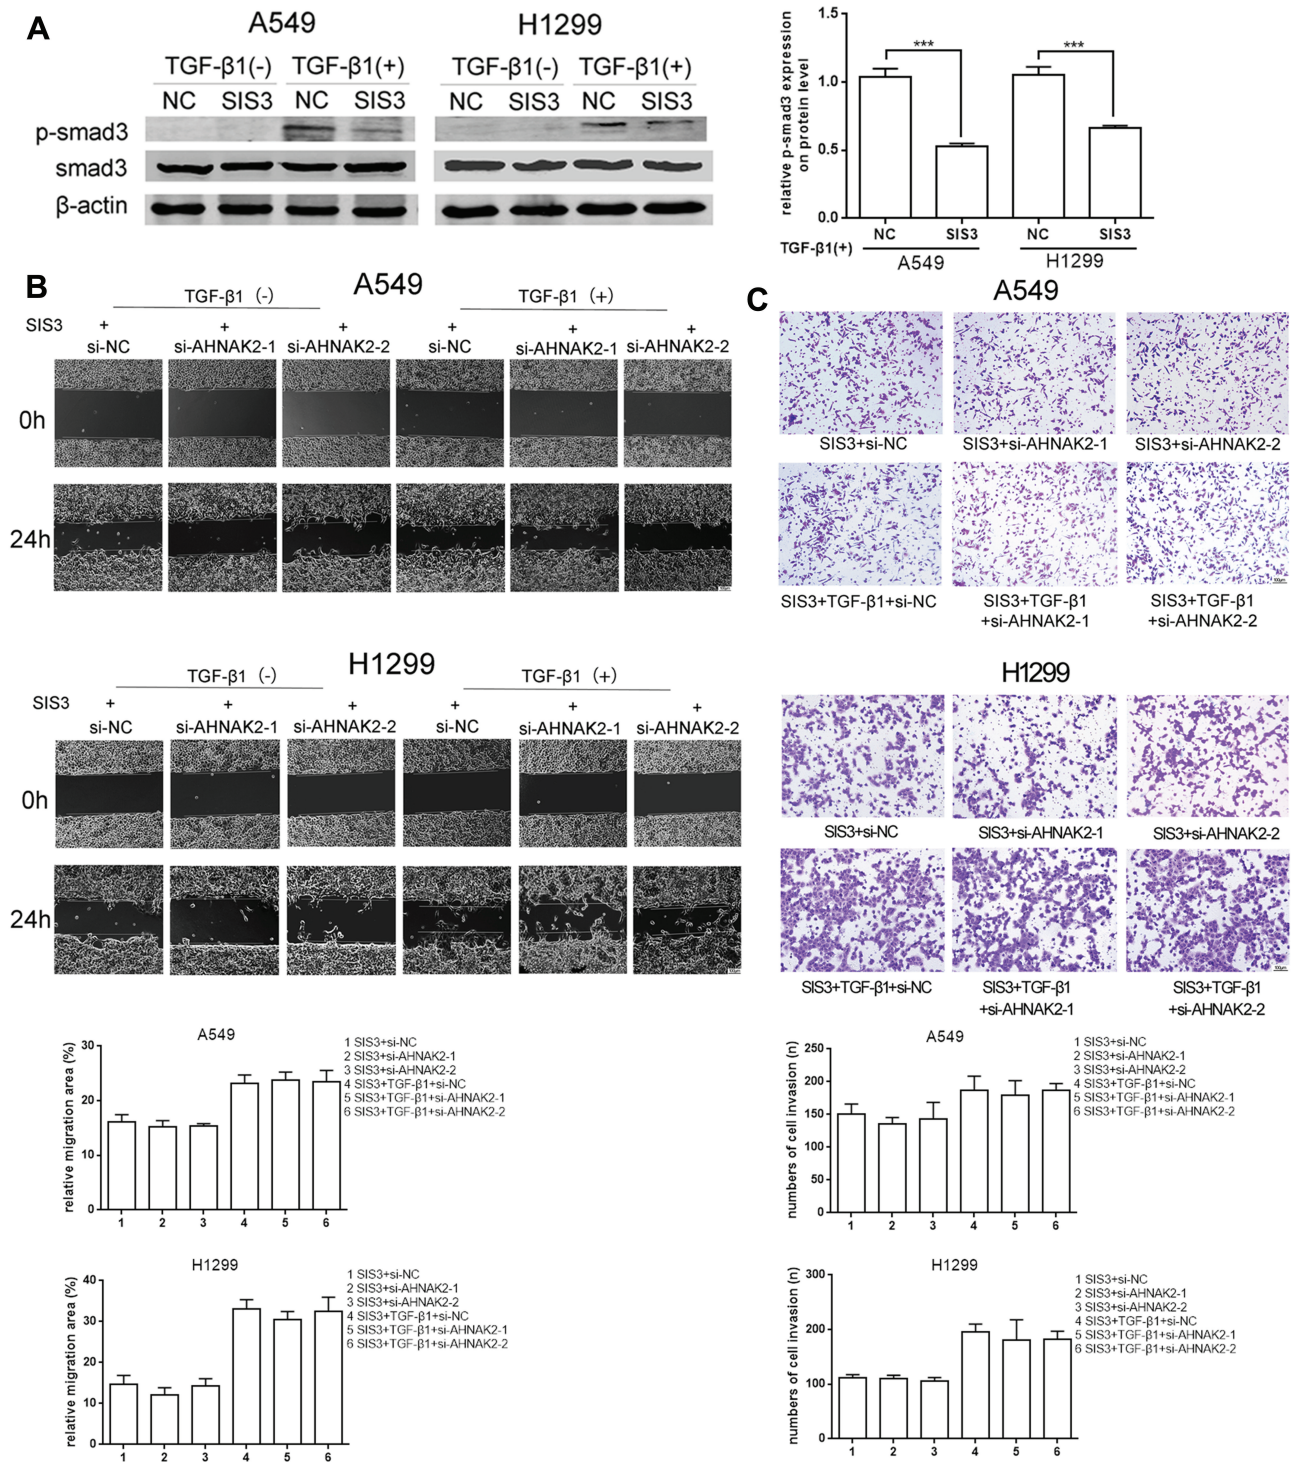 A
A549
H1299
TGF-β1(-) TGF-β1(+) TGF-β1(-) TGF-β1(+)
NC SIS3 NC SIS3 NC SIS3 NC SIS3
p-smad3
smad3
β-actin
relative p-smad3 expression
on protein level
1.5
1.0
0.5
0.0
*** ***
NC SIS3 NC SIS3
TGF-β1(+)
A549 H1299
B
A549
TGF-β1 (-) TGF-β1 (+)
SIS3 + + + + + +
si-NC si-AHNAK2-1 si-AHNAK2-2 si-NC si-AHNAK2-1 si-AHNAK2-2
0h
24h
H1299
TGF-β1 (-) TGF-β1 (+)
SIS3 + + + + + +
si-NC si-AHNAK2-1 si-AHNAK2-2 si-NC si-AHNAK2-1 si-AHNAK2-2
0h
24h
A549
relative migration area (%)
30
20
10
0
1 2 3 4 5 6
1 SIS3+si-NC
2 SIS3+si-AHNAK2-1
3 SIS3+si-AHNAK2-2
4 SIS3+TGF-β1+si-NC
5 SIS3+TGF-β1+si-AHNAK2-1
6 SIS3+TGF-β1+si-AHNAK2-2
H1299
relative migration area (%)
40
30
20
10
0
1 2 3 4 5 6
1 SIS3+si-NC
2 SIS3+si-AHNAK2-1
3 SIS3+si-AHNAK2-2
4 SIS3+TGF-β1+si-NC
5 SIS3+TGF-β1+si-AHNAK2-1
6 SIS3+TGF-β1+si-AHNAK2-2
C
A549
SIS3+si-NC SIS3+si-AHNAK2-1 SIS3+si-AHNAK2-2
100μm
SIS3+TGF-β1+si-NC SIS3+TGF-β1 SIS3+TGF-β1
+si-AHNAK2-1 +si-AHNAK2-2
H1299
SIS3+si-NC SIS3+si-AHNAK2-1 SIS3+si-AHNAK2-2
100μm
SIS3+TGF-β1+si-NC SIS3+TGF-β1 SIS3+TGF-β1
+si-AHNAK2-1 +si-AHNAK2-2
A549
numbers of cell invasion (n)
250
200
150
100
50
0
1 2 3 4 5 6
1 SIS3+si-NC
2 SIS3+si-AHNAK2-1
3 SIS3+si-AHNAK2-2
4 SIS3+TGF-β1+si-NC
5 SIS3+TGF-β1+si-AHNAK2-1
6 SIS3+TGF-β1+si-AHNAK2-2
H1299
numbers of cell invasion (n)
300
200
100
0
1 2 3 4 5 6
1 SIS3+si-NC
2 SIS3+si-AHNAK2-1
3 SIS3+si-AHNAK2-2
4 SIS3+TGF-β1+si-NC
5 SIS3+TGF-β1+si-AHNAK2-1
6 SIS3+TGF-β1+si-AHNAK2-2